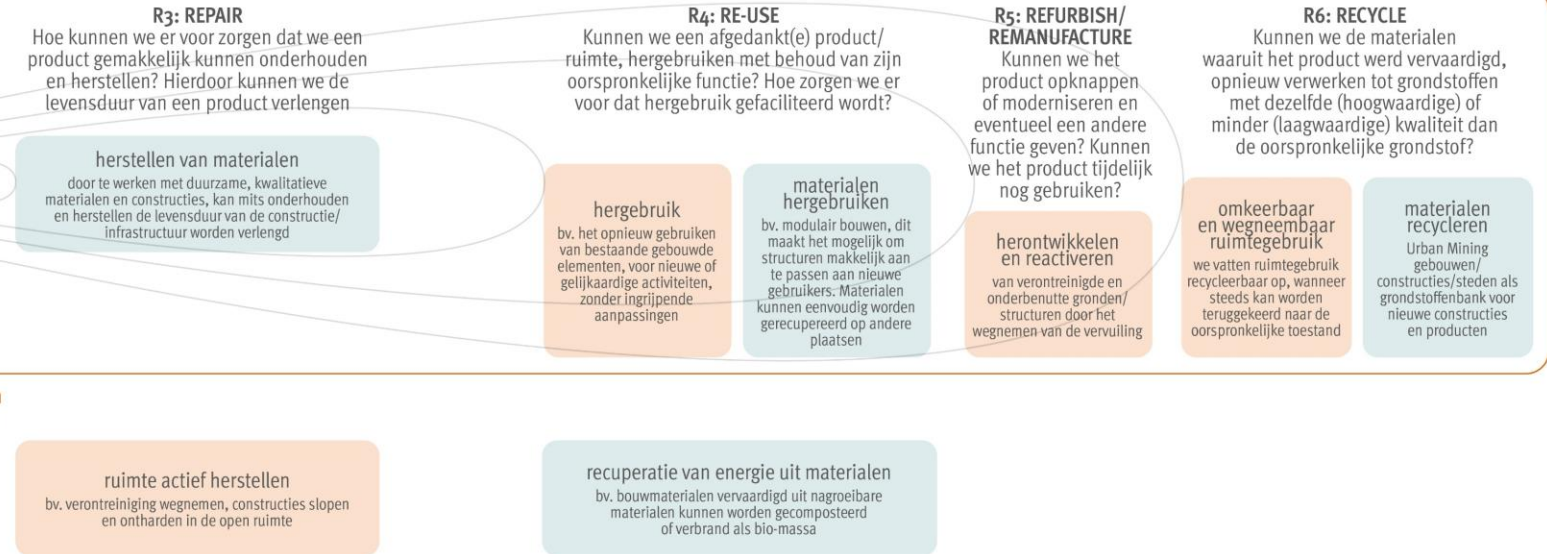 R3: REPAIR
Hoe kunnen we er voor zorgen dat we een
product gemakkelijk kunnen onderhouden
en herstellen? Hierdoor kunnen we de
levensduur van een product verlengen
herstellen van materialen
door te werken met duurzame, kwalitatieve
materialen en constructies, kan mits onderhouden
en herstellen de levensduur van de constructie/
infrastructuur worden verlengd
R4: RE-USE
Kunnen we een afgedankt(e) product/
ruimte, hergebruiken met behoud van zijn
oorspronkelijke functie? Hoe zorgen we er
voor dat hergebruik gefaciliteerd wordt?
hergebruik
bv. het opnieuw gebruiken
van bestaande gebouwde
elementen, voor nieuwe of
gelijkaardige activiteiten,
zonder ingrijpende
aanpassingen
materialen
hergebruiken
bv. modulair bouwen, dit
maakt het mogelijk om
structuren makkelijk aan
te passen aan nieuwe
gebruikers. Materialen
kunnen eenvoudig worden
gerecupereerd op andere
plaatsen
R5: REFURBISH/
REMANUFACTURE
Kunnen we het
product opknappen
of moderniseren en
eventueel een andere
functie geven? Kunnen
we het product tijdelijk
nog gebruiken?
herontwikkelen
en reactiveren
van verontreinigde en
onderbenutte gronden/
structuren door het
wegnemen van de vervuiling
R6: RECYCLE
Kunnen we de materialen
waaruit het product werd vervaardigd,
opnieuw verwerken tot grondstoffen
met dezelfde (hoogwaardige) of
minder (laagwaardige) kwaliteit dan
de oorspronkelijke grondstof?
omkeerbaar
en wegneembaar
ruimtegebruik
we vatten ruimtegebruik
recycleerbaar op, wanneer
steeds kan worden
teruggekeerd naar de
oorspronkelijke toestand
materialen
recycleren
Urban Mining
gebouwen/
constructies/steden als
grondstoffenbank voor
nieuwe constructies
en producten
ruimte actief herstellen
bv. verontreiniging wegnemen, constructies slopen
en ontharden in de open ruimte
recuperatie van energie uit materialen
bv. bouwmaterialen vervaardigd uit nagroeibare
materialen kunnen worden gecomposteerd
of verbrand als bio-massa